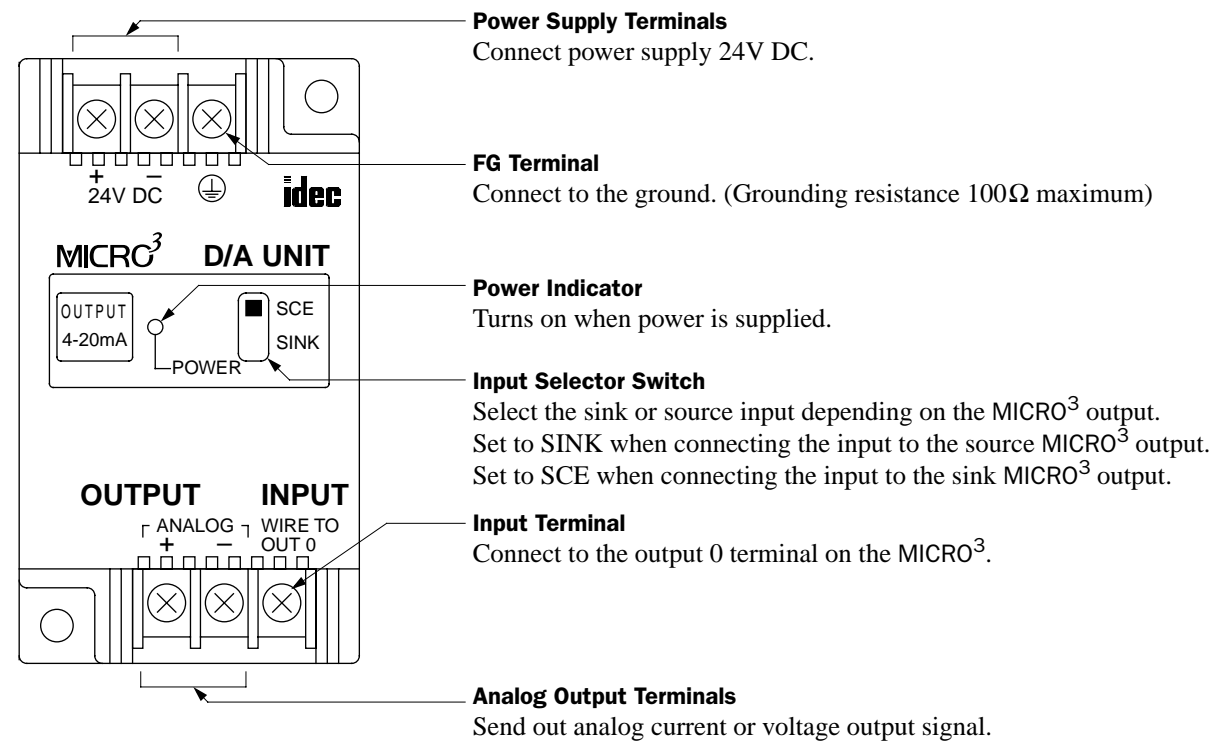 Power Supply Terminals
Connect power supply 24V DC.
FG Terminal
Connect to the ground. (Grounding resistance 100Ω maximum)
+ −
24V DC
idec
MICRO³ D/A UNIT
Power Indicator
Turns on when power is supplied.
OUTPUT
4-20mA
POWER
SCE
SINK
Input Selector Switch
Select the sink or source input depending on the MICRO³ output.
Set to SINK when connecting the input to the source MICRO³ output.
Set to SCE when connecting the input to the sink MICRO³ output.
OUTPUT INPUT
ANALOG WIRE TO
+ − OUT 0
Input Terminal
Connect to the output 0 terminal on the MICRO³.
Analog Output Terminals
Send out analog current or voltage output signal.